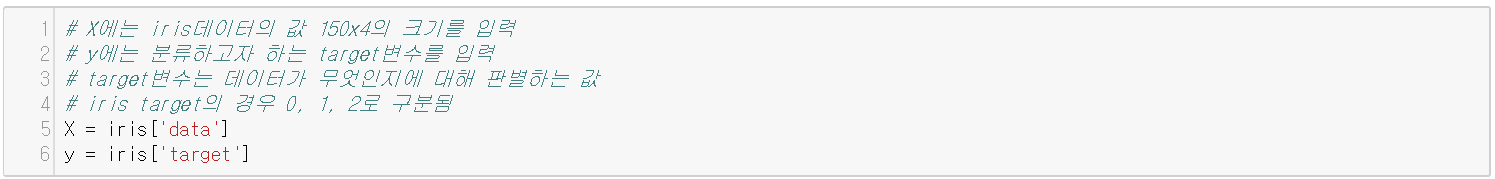 1 # X에는 iris데이터의 값 150x4의 크기를 입력
2 # y에는 분류하고자 하는 target변수를 입력
3 # target변수는 데이터가 무엇인지에 대해 판별하는 값
4 # iris target의 경우 0, 1, 2로 구분됨
5 X = iris['data']
6 y = iris['target']